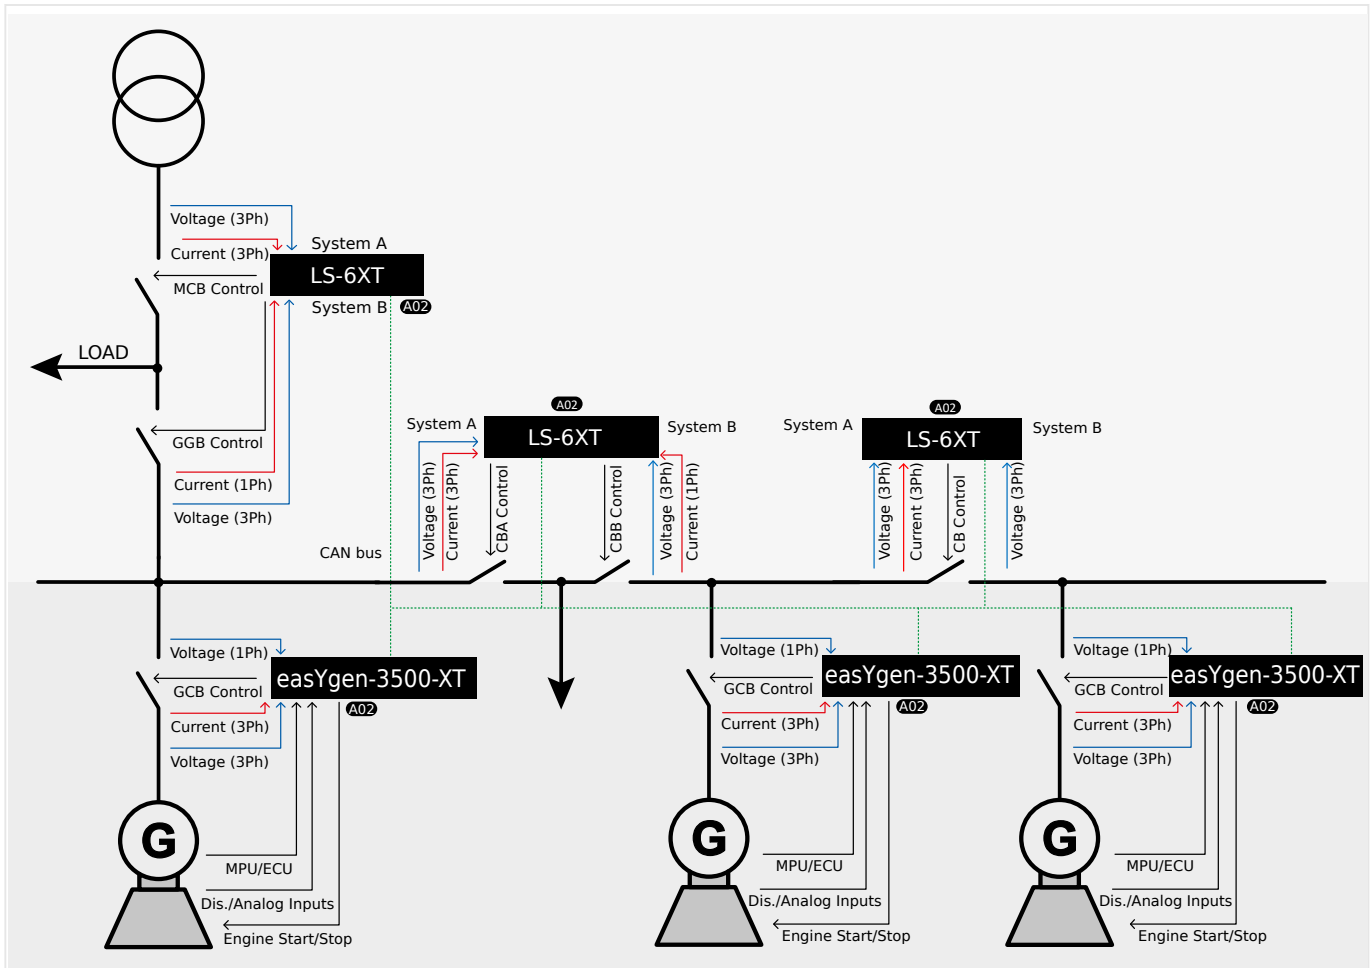 Voltage (3Ph)
Current (3Ph)
System A
LS-6XT
MCB Control
System B
A02
LOAD
GGB Control
Current (1Ph)
Voltage (3Ph)
CAN bus
A02
System A
LS-6XT
System B
Voltage (3Ph)
Current (3Ph)
CBA Control
CBB Control
Voltage (3Ph)
Current (1Ph)
A02
System A
LS-6XT
System B
Voltage (3Ph)
Current (3Ph)
CB Control
Voltage (3Ph)
Voltage (1Ph)
easYgen-3500-XT
GCB Control
A02
Current (3Ph)
Voltage (3Ph)
G
MPU/ECU
Dis./Analog Inputs
Engine Start/Stop
Voltage (1Ph)
easYgen-3500-XT
GCB Control
A02
Current (3Ph)
Voltage (3Ph)
G
MPU/ECU
Dis./Analog Inputs
Engine Start/Stop
Voltage (1Ph)
easYgen-3500-XT
GCB Control
A02
Current (3Ph)
Voltage (3Ph)
G
MPU/ECU
Dis./Analog Inputs
Engine Start/Stop